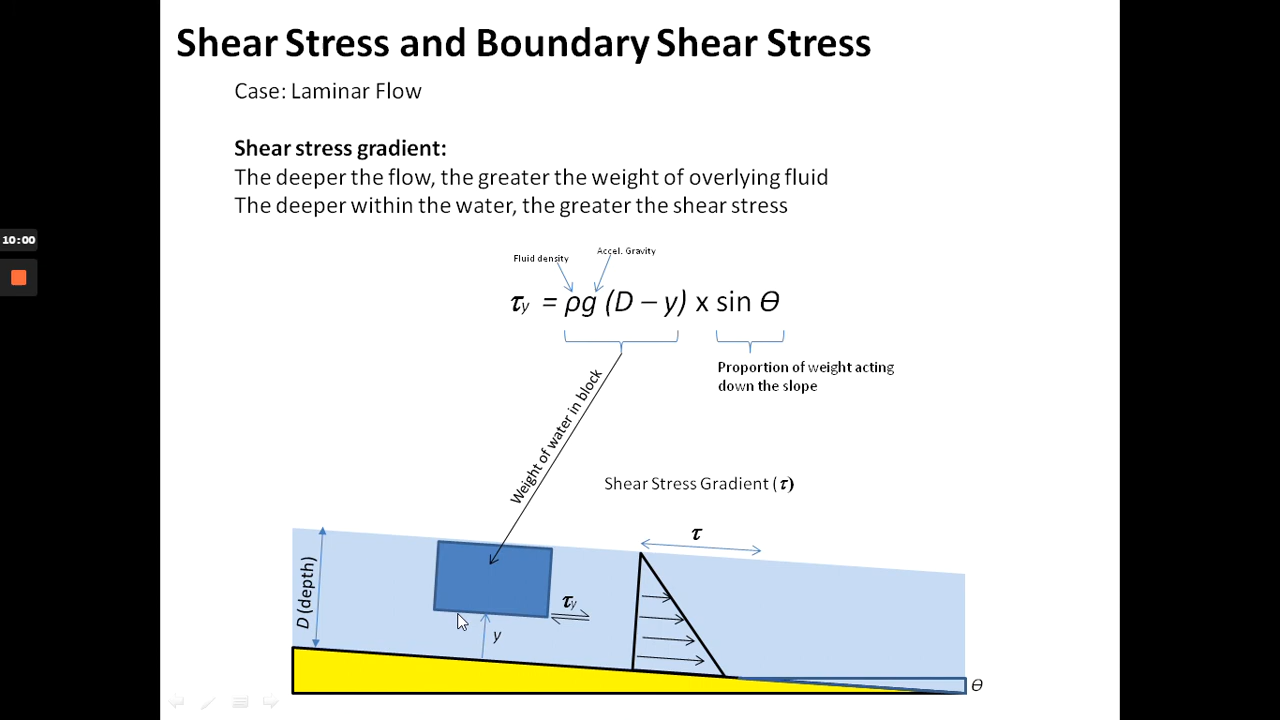 Shear Stress and Boundary Shear Stress
Case: Laminar Flow
Shear stress gradient:
The deeper the flow, the greater the weight of overlying fluid
The deeper within the water, the greater the shear stress
10:00
Accel. Gravity
Fluid density
τy = ρg (D – y) x sin Θ
Proportion of weight acting
down the slope
Weight of water in block
Shear Stress Gradient (τ)
τ
D (depth)
τy
y
Θ